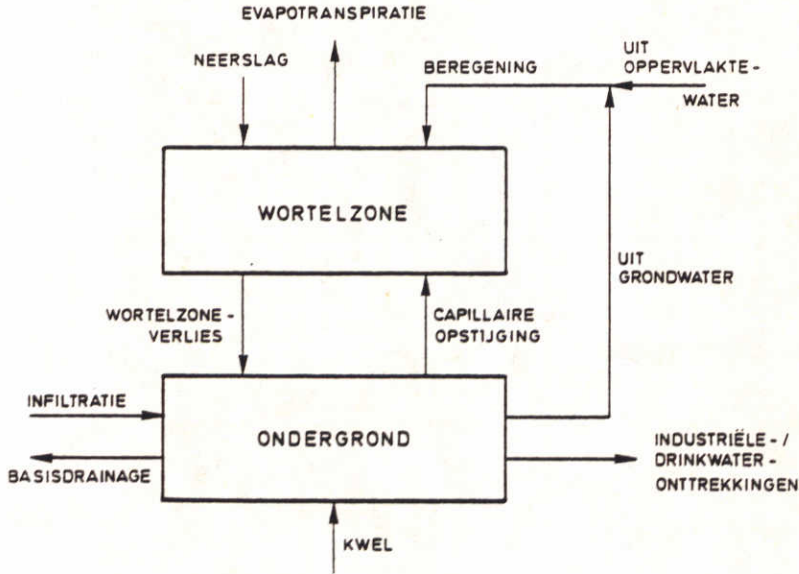 EVAPOTRANSPIRATIE
NEERSLAG
BEREGENING
UIT
OPPERVLAKTE-
WATER
WORTELZONE
UIT
GRONDWATER
WORTELZONE-
VERLIES
CAPILLAIRE
OPSTIJGING
INFILTRATIE
ONDERGROND
BASISDRAINAGE
INDUSTRIËLE-/
DRINKWATER-
ONTTREKKINGEN
KWEL